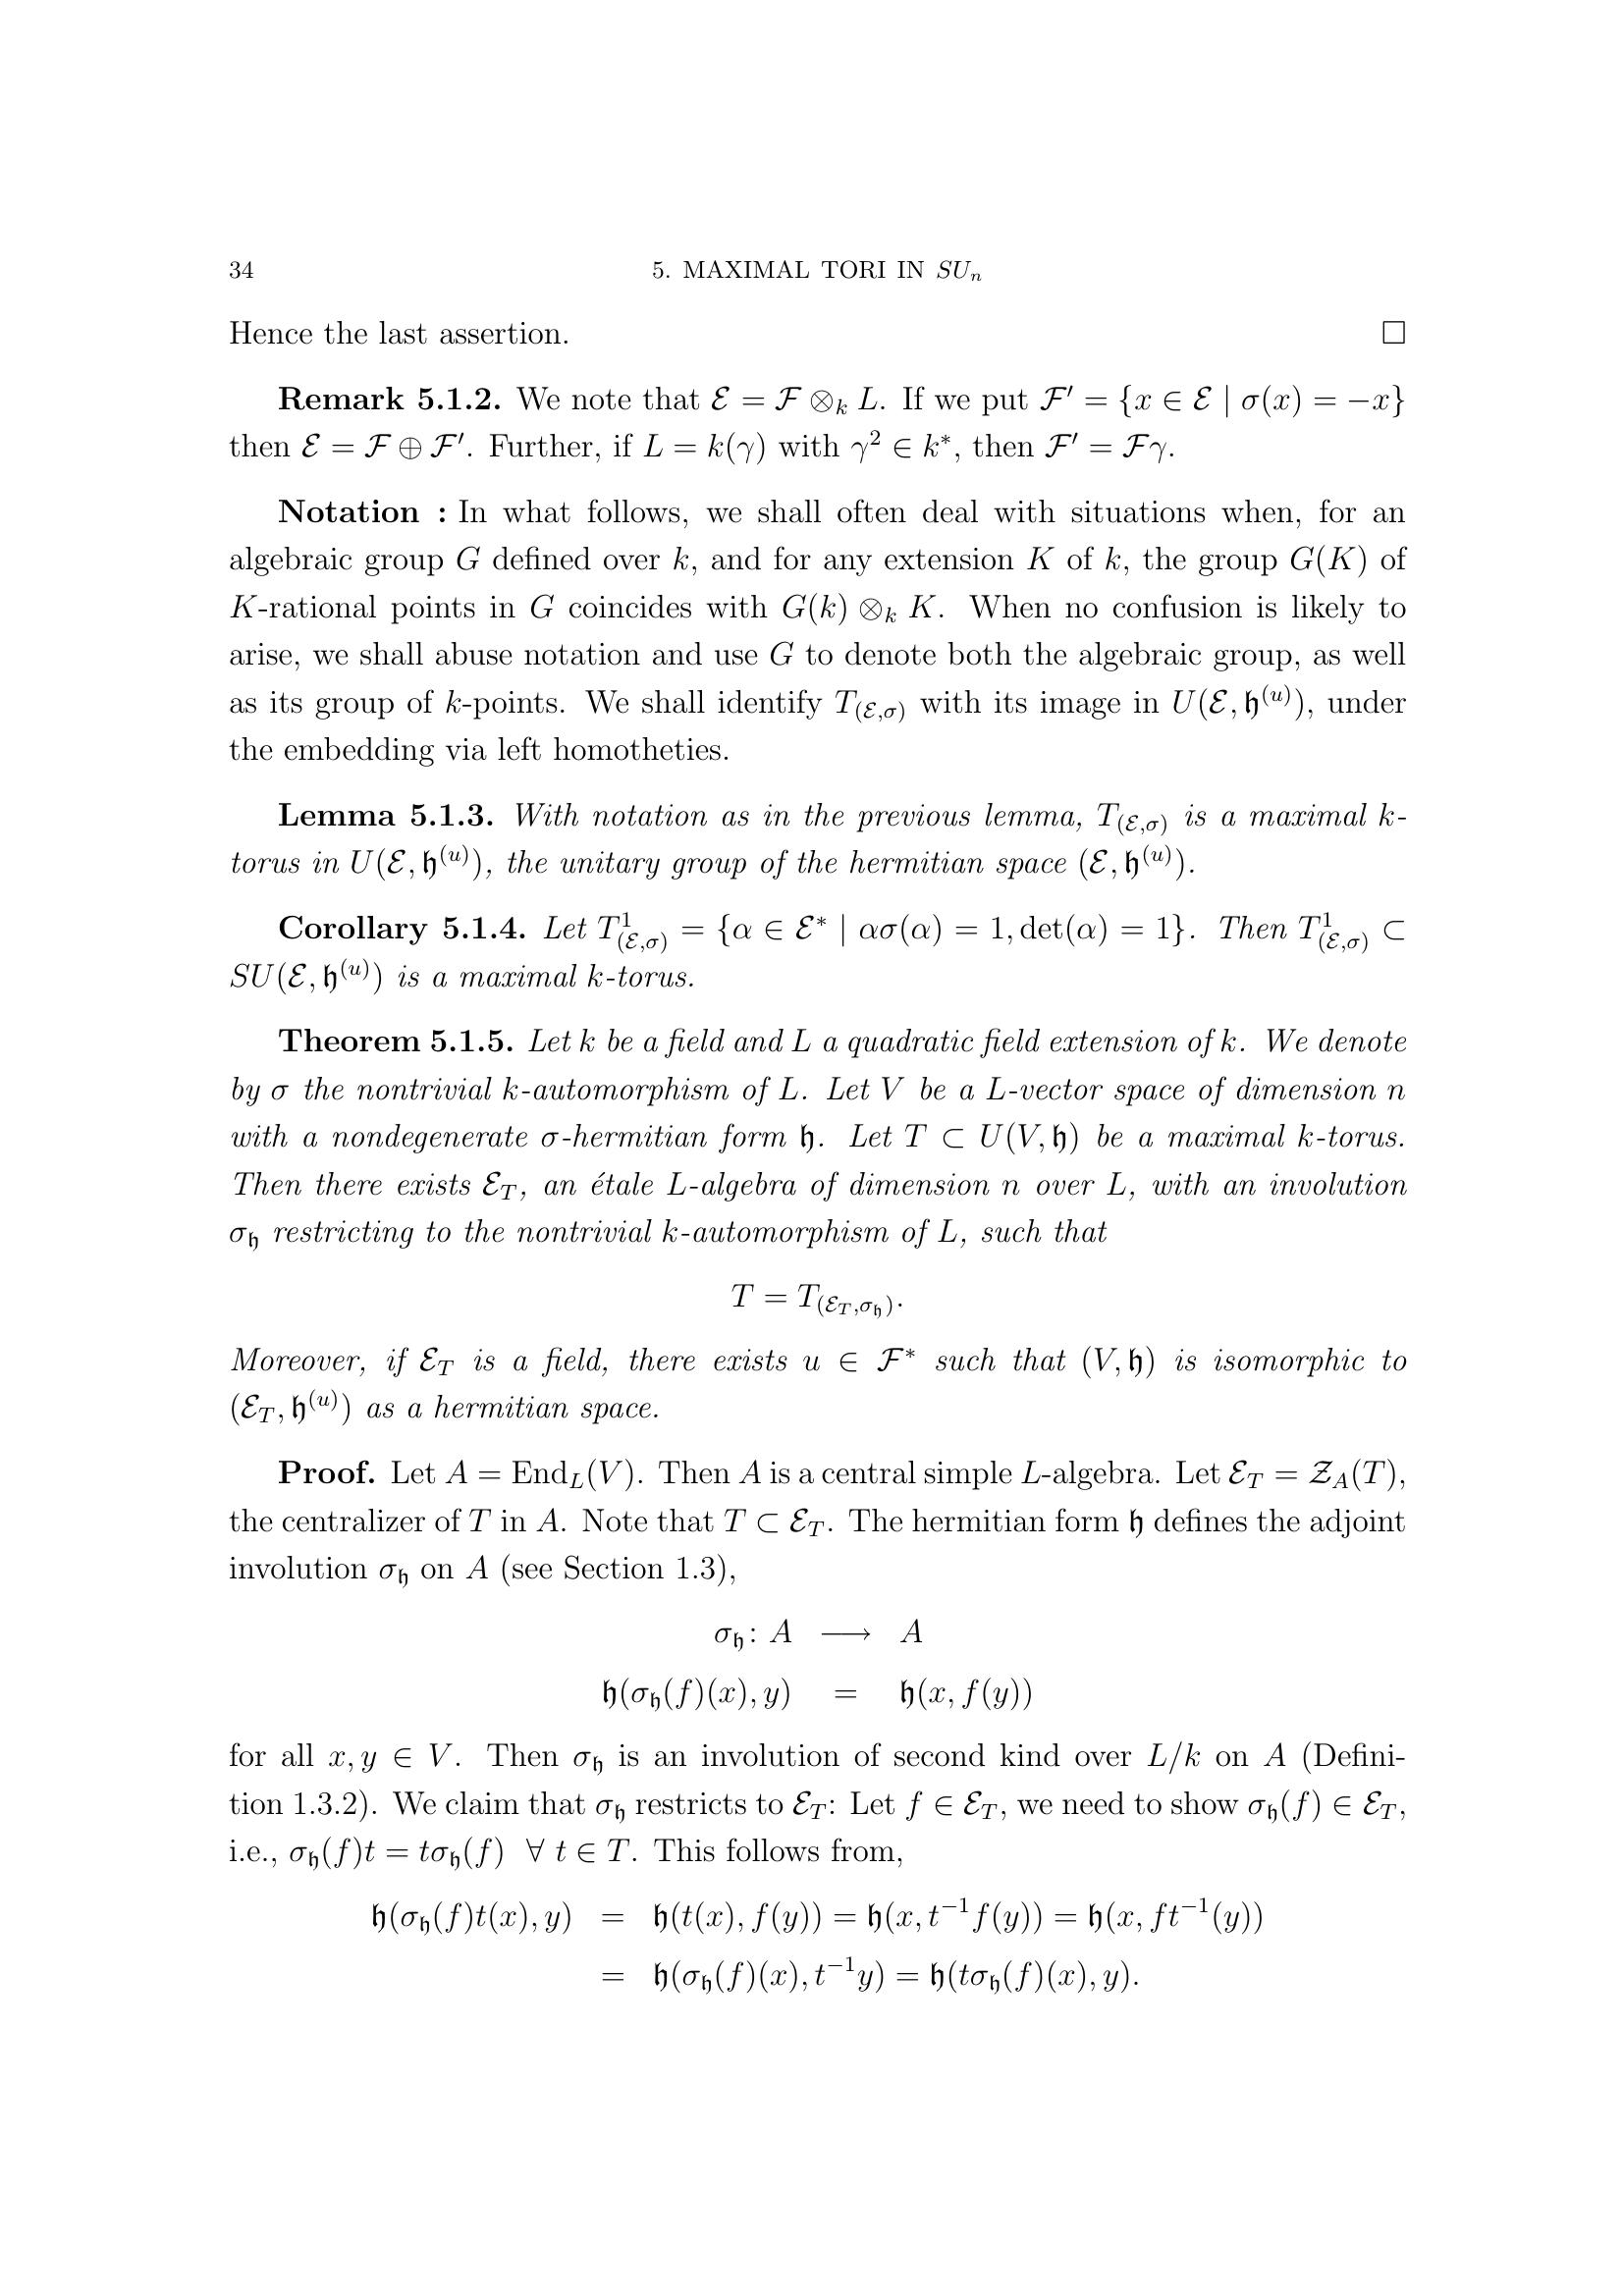 34 5. MAXIMAL TORI IN $SU_n$
Hence the last assertion. □
Remark 5.1.2. We note that $\mathcal{E} = \mathcal{F} \otimes_k L$. If we put $\mathcal{F}' = \{x \in \mathcal{E} \mid \sigma(x) = -x\}$
then $\mathcal{E} = \mathcal{F} \oplus \mathcal{F}'$. Further, if $L = k(\gamma)$ with $\gamma^2 \in k^*$, then $\mathcal{F}' = \mathcal{F}\gamma$.
Notation : In what follows, we shall often deal with situations when, for an
algebraic group $G$ defined over $k$, and for any extension $K$ of $k$, the group $G(K)$ of
$K$-rational points in $G$ coincides with $G(k) \otimes_k K$. When no confusion is likely to
arise, we shall abuse notation and use $G$ to denote both the algebraic group, as well
as its group of $k$-points. We shall identify $T_{(\mathcal{E},\sigma)}$ with its image in $U(\mathcal{E}, \mathfrak{h}^{(u)})$, under
the embedding via left homotheties.
Lemma 5.1.3. With notation as in the previous lemma, $T_{(\mathcal{E},\sigma)}$ is a maximal $k$-
torus in $U(\mathcal{E}, \mathfrak{h}^{(u)})$, the unitary group of the hermitian space $(\mathcal{E}, \mathfrak{h}^{(u)})$.
Corollary 5.1.4. Let $T^1_{(\mathcal{E},\sigma)} = \{\alpha \in \mathcal{E}^* \mid \alpha\sigma(\alpha) = 1, \det(\alpha) = 1\}$. Then $T^1_{(\mathcal{E},\sigma)} \subset$
$SU(\mathcal{E}, \mathfrak{h}^{(u)})$ is a maximal $k$-torus.
Theorem 5.1.5. Let $k$ be a field and $L$ a quadratic field extension of $k$. We denote
by $\sigma$ the nontrivial $k$-automorphism of $L$. Let $V$ be a $L$-vector space of dimension $n$
with a nondegenerate $\sigma$-hermitian form $\mathfrak{h}$. Let $T \subset U(V, \mathfrak{h})$ be a maximal $k$-torus.
Then there exists $\mathcal{E}_T$, an étale $L$-algebra of dimension $n$ over $L$, with an involution
$\sigma_{\mathfrak{h}}$ restricting to the nontrivial $k$-automorphism of $L$, such that
$T = T_{(\mathcal{E}_T, \sigma_{\mathfrak{h}})}.$
Moreover, if $\mathcal{E}_T$ is a field, there exists $u \in \mathcal{F}^*$ such that $(V, \mathfrak{h})$ is isomorphic to
$(\mathcal{E}_T, \mathfrak{h}^{(u)})$ as a hermitian space.
Proof. Let $A = \mathrm{End}_L(V)$. Then $A$ is a central simple $L$-algebra. Let $\mathcal{E}_T = \mathcal{Z}_A(T)$,
the centralizer of $T$ in $A$. Note that $T \subset \mathcal{E}_T$. The hermitian form $\mathfrak{h}$ defines the adjoint
involution $\sigma_{\mathfrak{h}}$ on $A$ (see Section 1.3),
$\sigma_{\mathfrak{h}} \colon A \longrightarrow A$
$\mathfrak{h}(\sigma_{\mathfrak{h}}(f)(x), y) = \mathfrak{h}(x, f(y))$
for all $x, y \in V$. Then $\sigma_{\mathfrak{h}}$ is an involution of second kind over $L/k$ on $A$ (Defini-
tion 1.3.2). We claim that $\sigma_{\mathfrak{h}}$ restricts to $\mathcal{E}_T$: Let $f \in \mathcal{E}_T$, we need to show $\sigma_{\mathfrak{h}}(f) \in \mathcal{E}_T$,
i.e., $\sigma_{\mathfrak{h}}(f)t = t\sigma_{\mathfrak{h}}(f) \ \forall \ t \in T$. This follows from,
$\mathfrak{h}(\sigma_{\mathfrak{h}}(f)t(x), y) = \mathfrak{h}(t(x), f(y)) = \mathfrak{h}(x, t^{-1}f(y)) = \mathfrak{h}(x, ft^{-1}(y))$
$= \mathfrak{h}(\sigma_{\mathfrak{h}}(f)(x), t^{-1}y) = \mathfrak{h}(t\sigma_{\mathfrak{h}}(f)(x), y).$